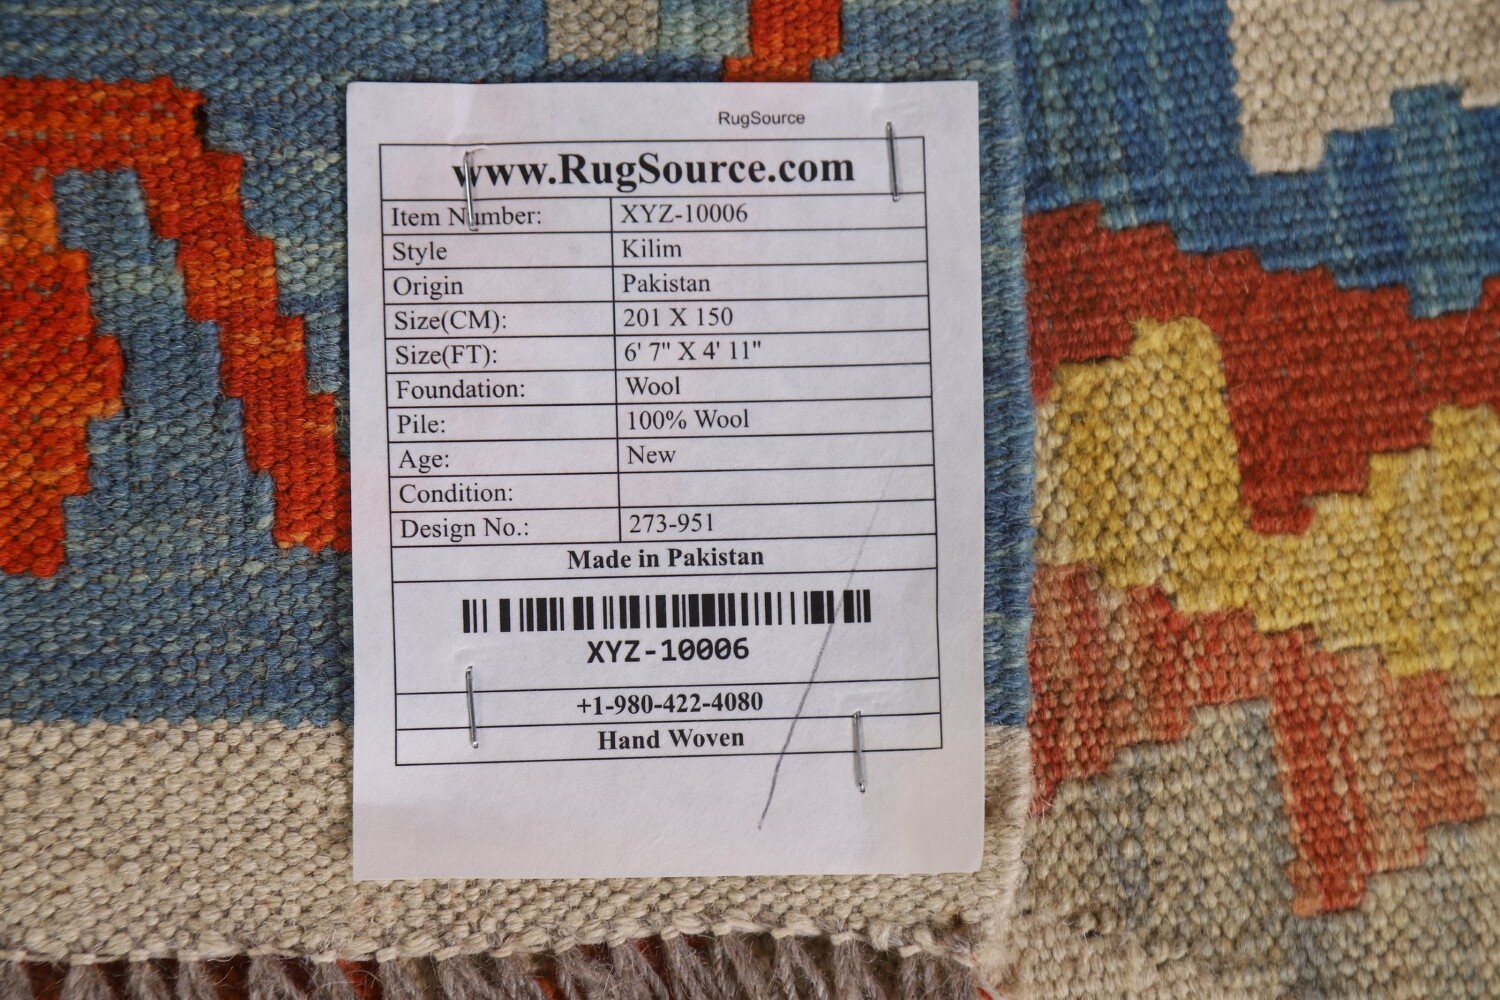 RugSource
www.RugSource.com
Item Number: XYZ-10006
Style Kilim
Origin Pakistan
Size(CM): 201 X 150
Size(FT): 6' 7" X 4' 11"
Foundation: Wool
Pile: 100% Wool
Age: New
Condition:
Design No.: 273-951
Made in Pakistan
XYZ-10006
+1-980-422-4080
Hand Woven